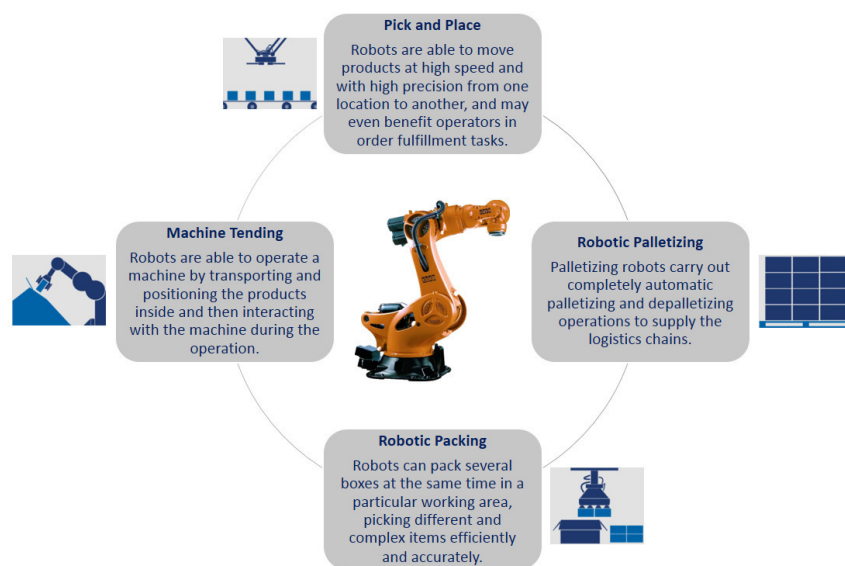 Pick and Place
Robots are able to move
products at high speed and
with high precision from one
location to another, and may
even benefit operators in
order fulfillment tasks.
Machine Tending
Robots are able to operate a
machine by transporting and
positioning the products
inside and then interacting
with the machine during the
operation.
Robotic Palletizing
Palletizing robots carry out
completely automatic
palletizing and depalletizing
operations to supply the
logistics chains.
Robotic Packing
Robots can pack several
boxes at the same time in a
particular working area,
picking different and
complex items efficiently
and accurately.